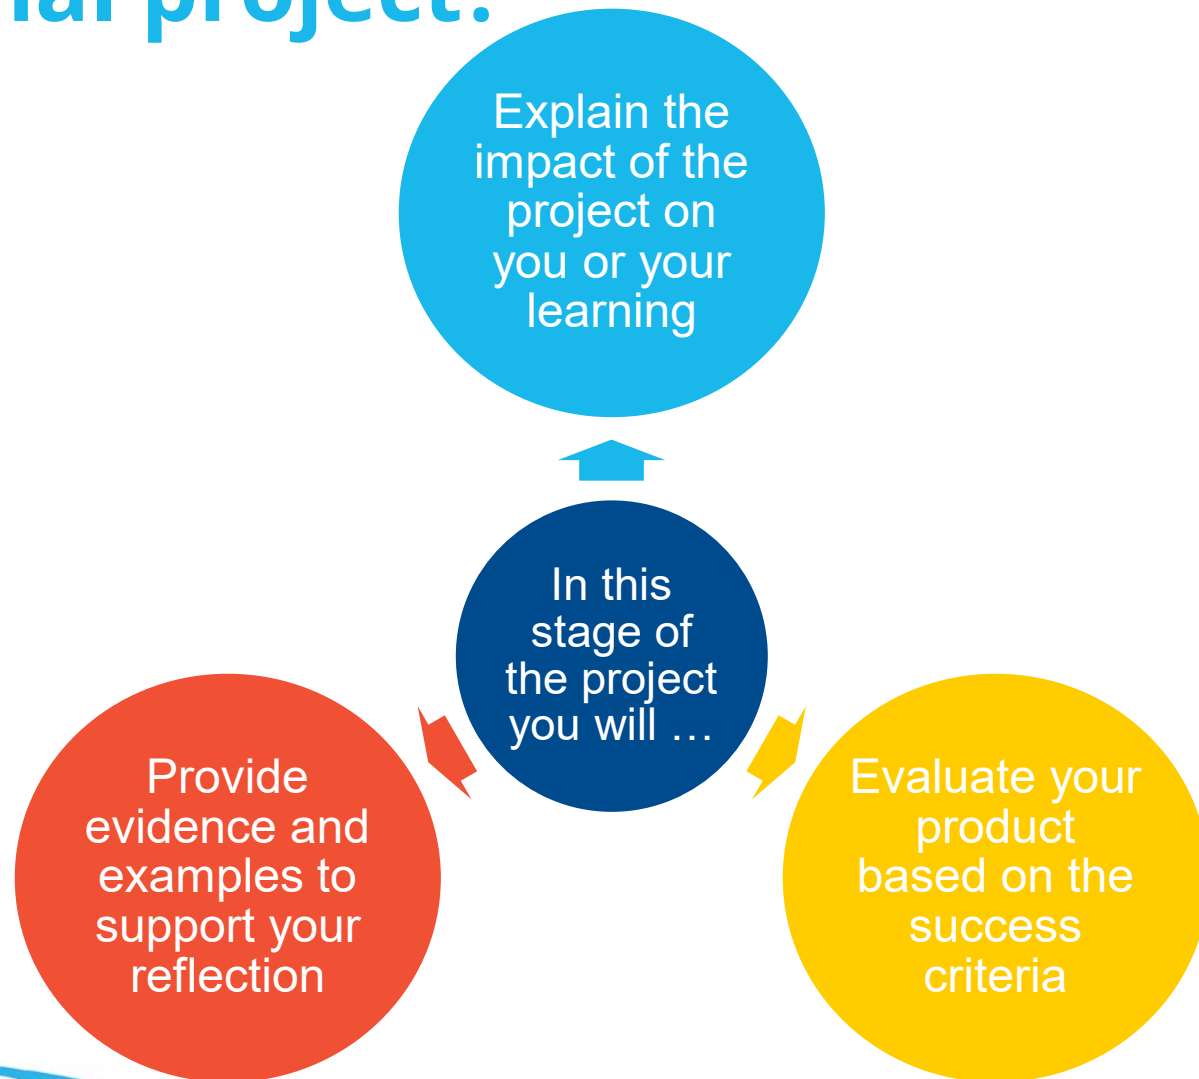 project?
Explain the
impact of the
project on
you or your
learning
In this
stage of
the project
you will …
Provide
evidence and
examples to
support your
reflection
Evaluate your
product
based on the
success
criteria